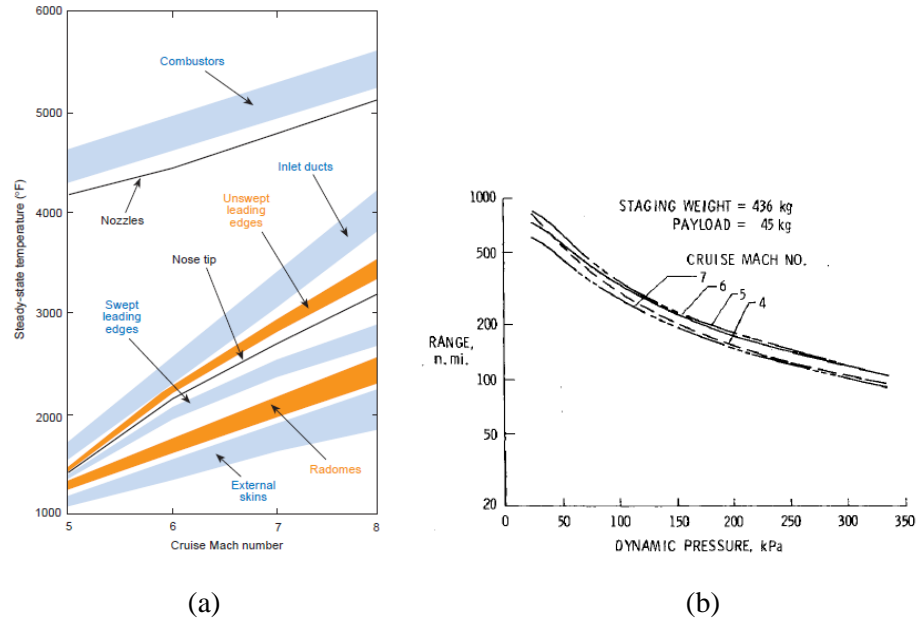 6000
Combustors
5000
Inlet ducts
Unswept
leading
edges
Nozzles
4000
Nose tip
Steady-state temperature (°F)
3000
Swept
leading
edges
2000
Radomes
External
skins
1000
5
6
7
8
Cruise Mach number
(a)
1000
STAGING WEIGHT = 436 kg
PAYLOAD = 45 kg
500
CRUISE MACH NO.
7
6
5
4
200
RANGE,
n. mi.
100
50
20
0
50
100
150
200
250
300
350
DYNAMIC PRESSURE, kPa
(b)